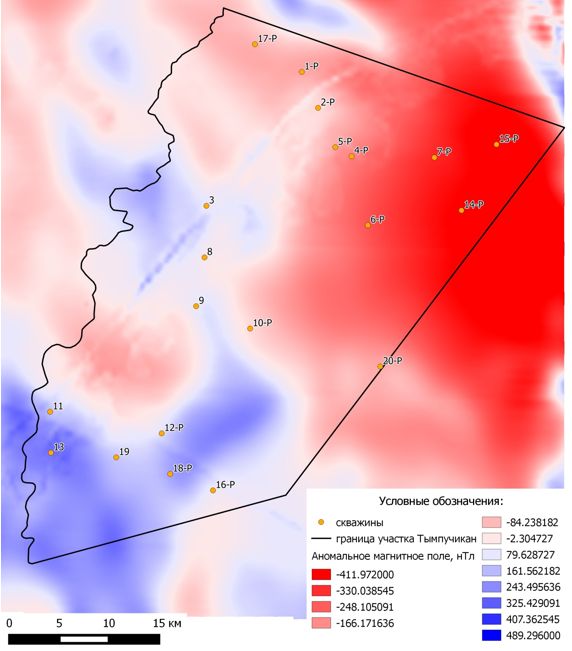 17-Р
1-Р
2-Р
5-Р
4-Р
7-Р
15-Р
3
14-Р
6-Р
8
9
10-Р
20-Р
11
12-Р
13
19
18-Р
16-Р
Условные обозначения:
скважины
граница участка Тымпучикан
Аномальное магнитное поле, нТл
-411.972000
-330.038545
-248.105091
-166.171636
-84.238182
-2.304727
79.628727
161.562182
243.495636
325.429091
407.362545
489.296000
0 5 10 15 км